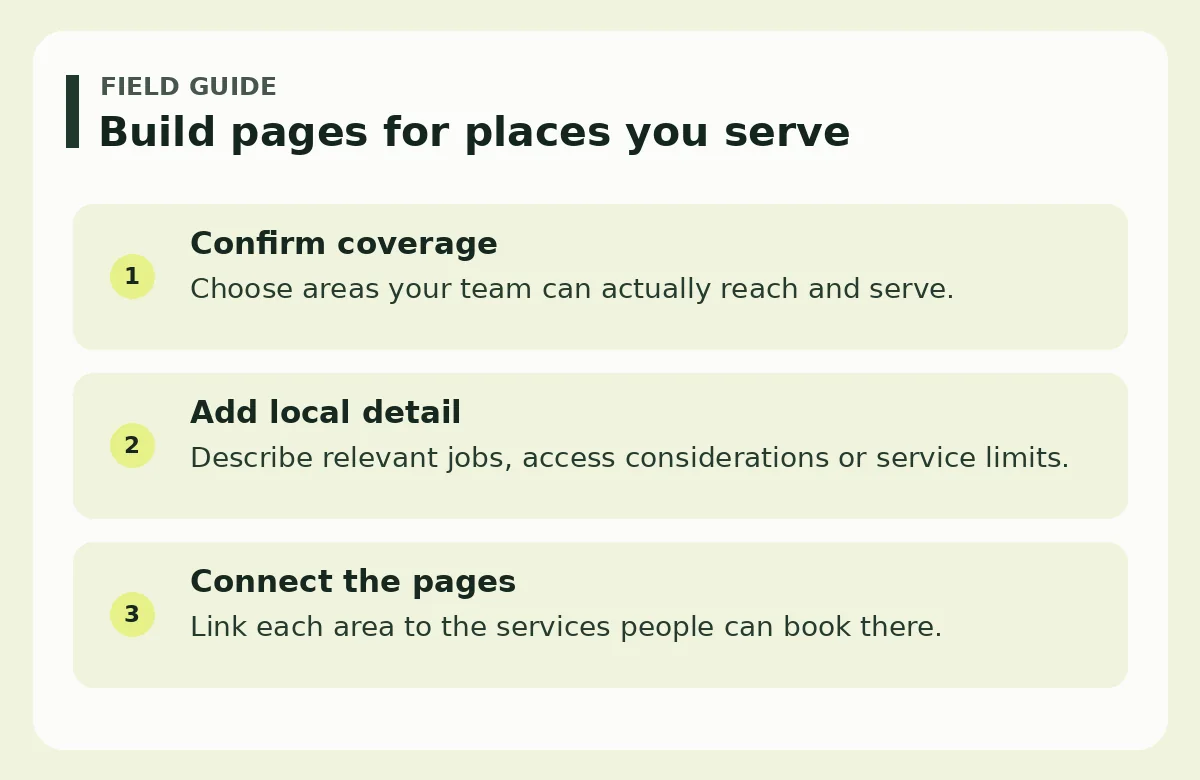 FIELD GUIDE
Build pages for places you serve
1
Confirm coverage
Choose areas your team can actually reach and serve.
2
Add local detail
Describe relevant jobs, access considerations or service limits.
3
Connect the pages
Link each area to the services people can book there.